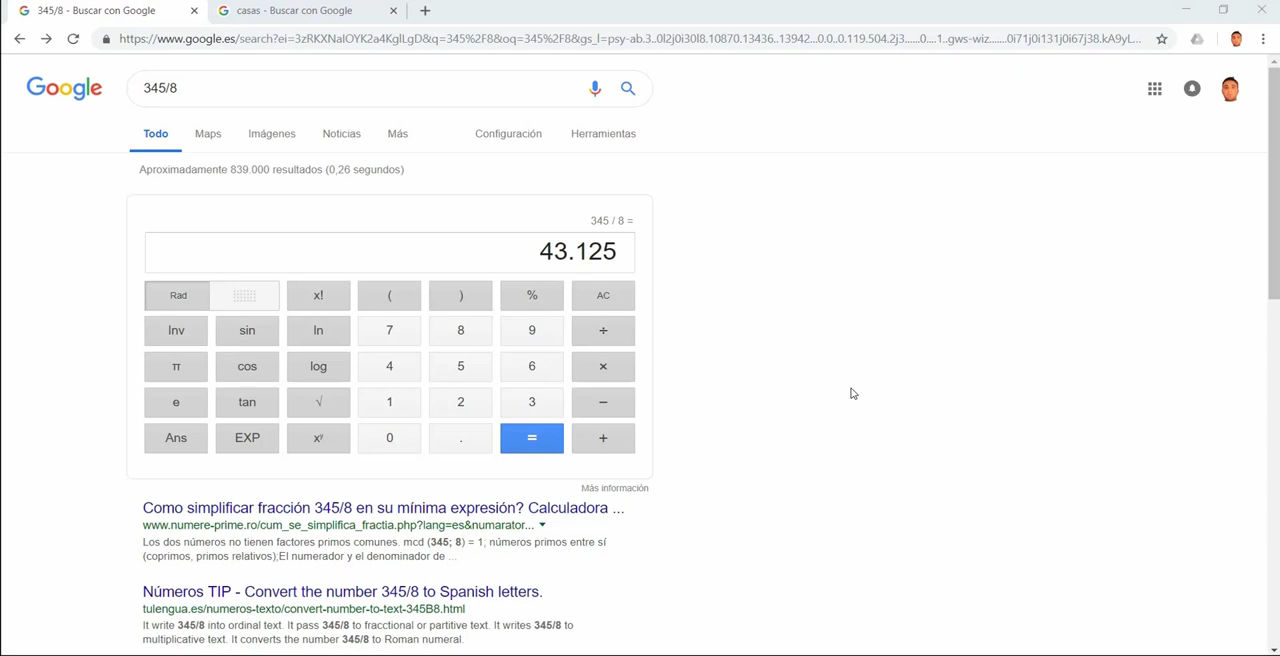 345/8 - Buscar con Google
casas - Buscar con Google
https://www.google.es/search?ei=3zRKXNaIOYK2a4KgILgD&q=345%2F8&oq=345%2F8&gs_l=psy-ab.3..0l2j0i30l8.10870.13436..13942...0.0..0.119.504.2j3......0....1..gws-wiz.......0i71j0i131j0i67j38.kA9yL...
Google
345/8
Todo Maps Imágenes Noticias Más Configuración Herramientas
Aproximadamente 839.000 resultados (0,26 segundos)
345 / 8 =
43.125
Rad x! ( ) % AC
Inv sin ln 7 8 9 ÷
π cos log 4 5 6 ×
e tan √ 1 2 3 −
Ans EXP xʸ 0 . = +
Más información
Como simplificar fracción 345/8 en su mínima expresión? Calculadora ...
www.numere-prime.ro/cum_se_simplifica_fractia.php?lang=es&numarator...
Los dos números no tienen factores primos comunes. mcd (345; 8) = 1; números primos entre sí
(coprimos, primos relativos);El numerador y el denominador de ...
Números TIP - Convert the number 345/8 to Spanish letters.
tulengua.es/numeros-texto/convert-number-to-text-345B8.html
It write 345/8 into ordinal text. It pass 345/8 to fracctional or partitive text. It writes 345/8 to
multiplicative text. It converts the number 345/8 to Roman numeral.